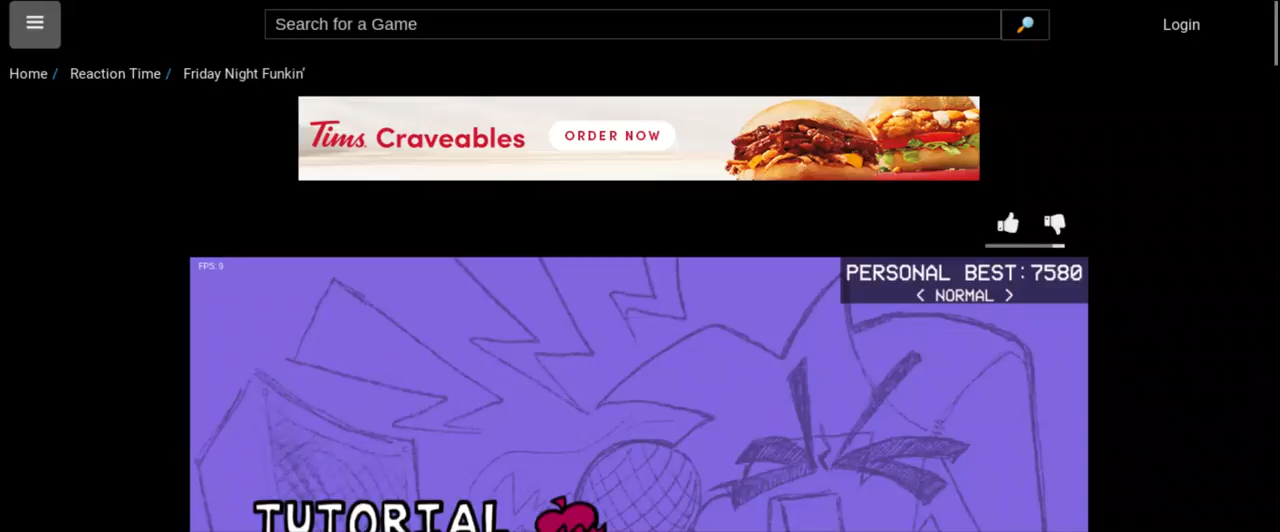 Search for a Game
Login
Home / Reaction Time / Friday Night Funkin'
Tims. Craveables ORDER NOW
FPS: 9
PERSONAL BEST:7580
< NORMAL >
TUTORIAL